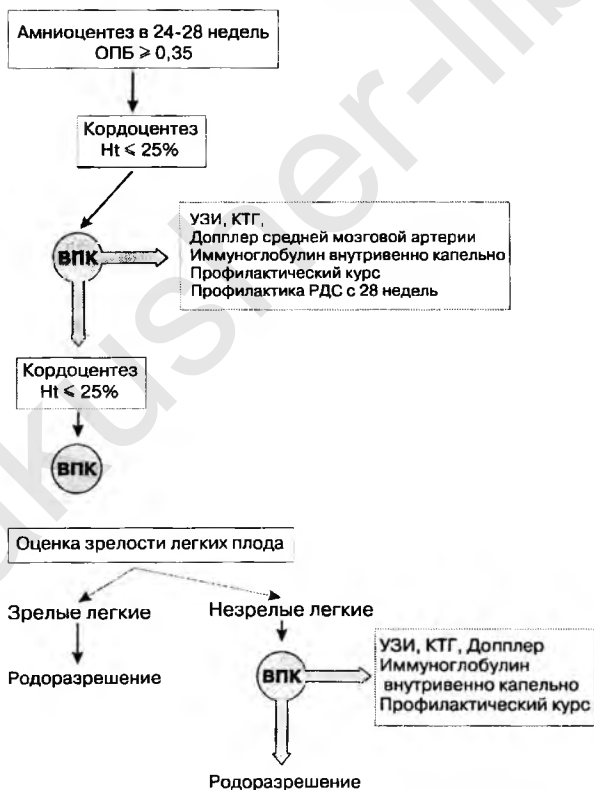 Амниоцентез в 24-28 недель
ОПБ ⩾ 0,35
Кордоцентез
Ht ⩽ 25%
ВПК
УЗИ, КТГ,
Допплер средней мозговой артерии
Иммуноглобулин внутривенно капельно
Профилактический курс
Профилактика РДС с 28 недель
Кордоцентез
Ht ⩽ 25%
ВПК
Оценка зрелости легких плода
Зрелые легкие
Незрелые легкие
Родоразрешение
ВПК
УЗИ, КТГ, Допплер
Иммуноглобулин
внутривенно капельно
Профилактический курс
Родоразрешение